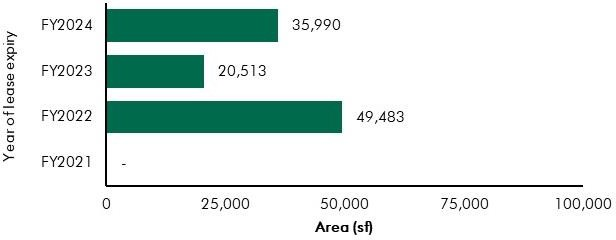 Year of lease expiry
FY2024 35,990
FY2023 20,513
FY2022 49,483
FY2021 -
0 25,000 50,000 75,000 100,000
Area (sf)